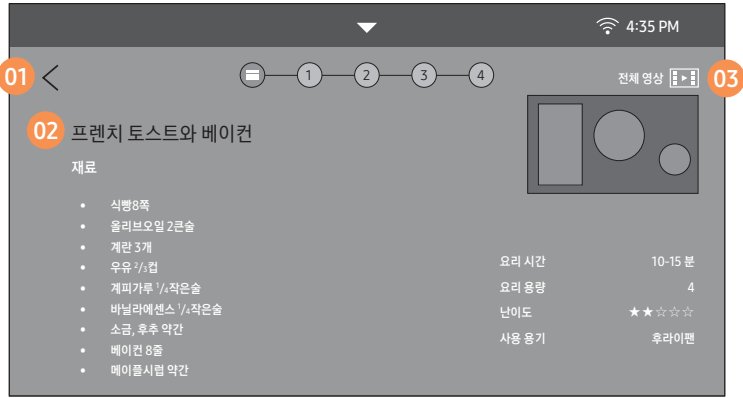 4:35 PM
01
1 2 3 4
전체 영상
03
02 프렌치 토스트와 베이컨
재료
• 식빵8쪽
• 올리브오일 2큰술
• 계란 3개
• 우유 2/3컵
• 계피가루 1/4작은술
• 바닐라에센스 1/4작은술
• 소금, 후추 약간
• 베이컨 8줄
• 메이플시럽 약간
요리 시간 10-15 분
요리 용량 4
난이도 ★★☆☆☆
사용 용기 후라이팬